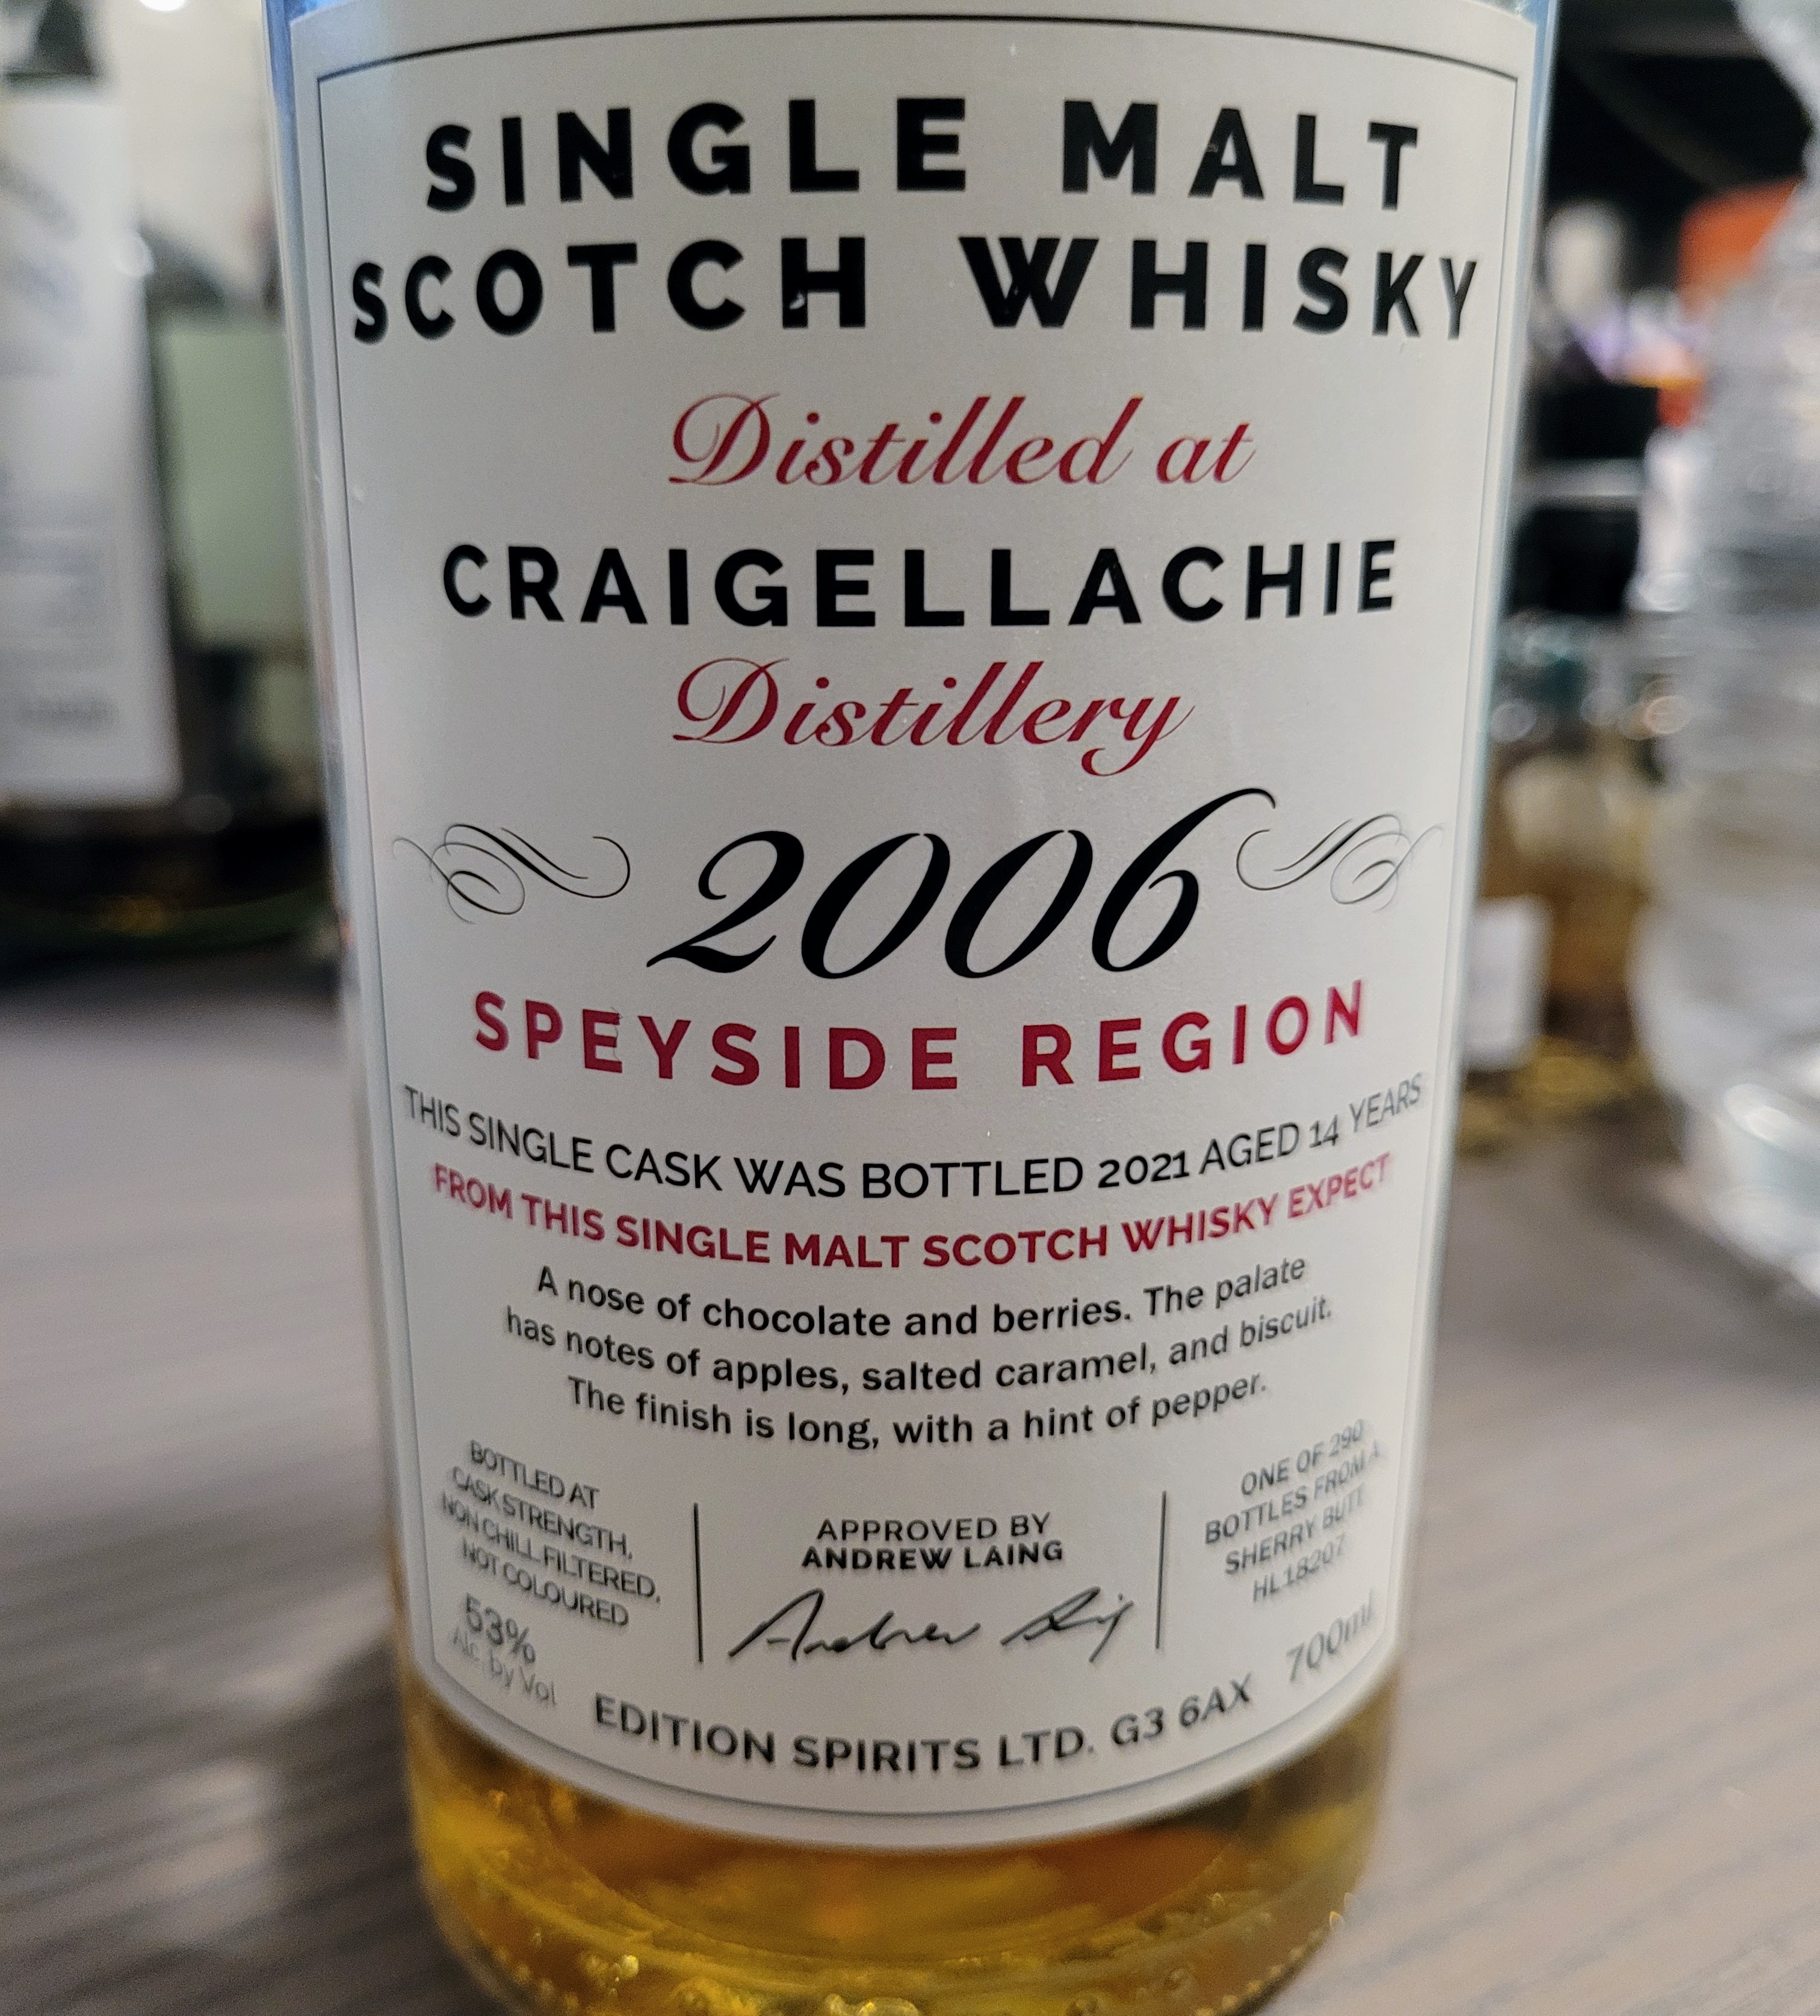 SINGLE MALT
SCOTCH WHISKY
Distilled at
CRAIGELLACHIE
Distillery
2006
SPEYSIDE REGION
THIS SINGLE CASK WAS BOTTLED 2021 AGED 14 YEARS
FROM THIS SINGLE MALT SCOTCH WHISKY EXPECT
A nose of chocolate and berries. The palate
has notes of apples, salted caramel, and biscuit.
The finish is long, with a hint of pepper.
BOTTLED AT
CASK STRENGTH,
NON CHILL FILTERED,
NOT COLOURED
53%
Alc. by Vol
APPROVED BY
ANDREW LAING
Andrew Laing
ONE OF 290
BOTTLES FROM A
SHERRY BUTT
HL18207
700ml
EDITION SPIRITS LTD. G3 6AX